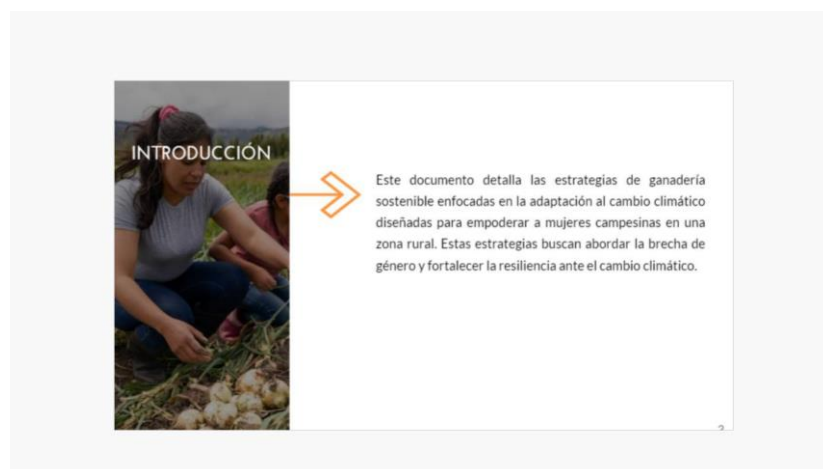 INTRODUCCIÓN
Este documento detalla las estrategias de ganadería
sostenible enfocadas en la adaptación al cambio climático
diseñadas para empoderar a mujeres campesinas en una
zona rural. Estas estrategias buscan abordar la brecha de
género y fortalecer la resiliencia ante el cambio climático.